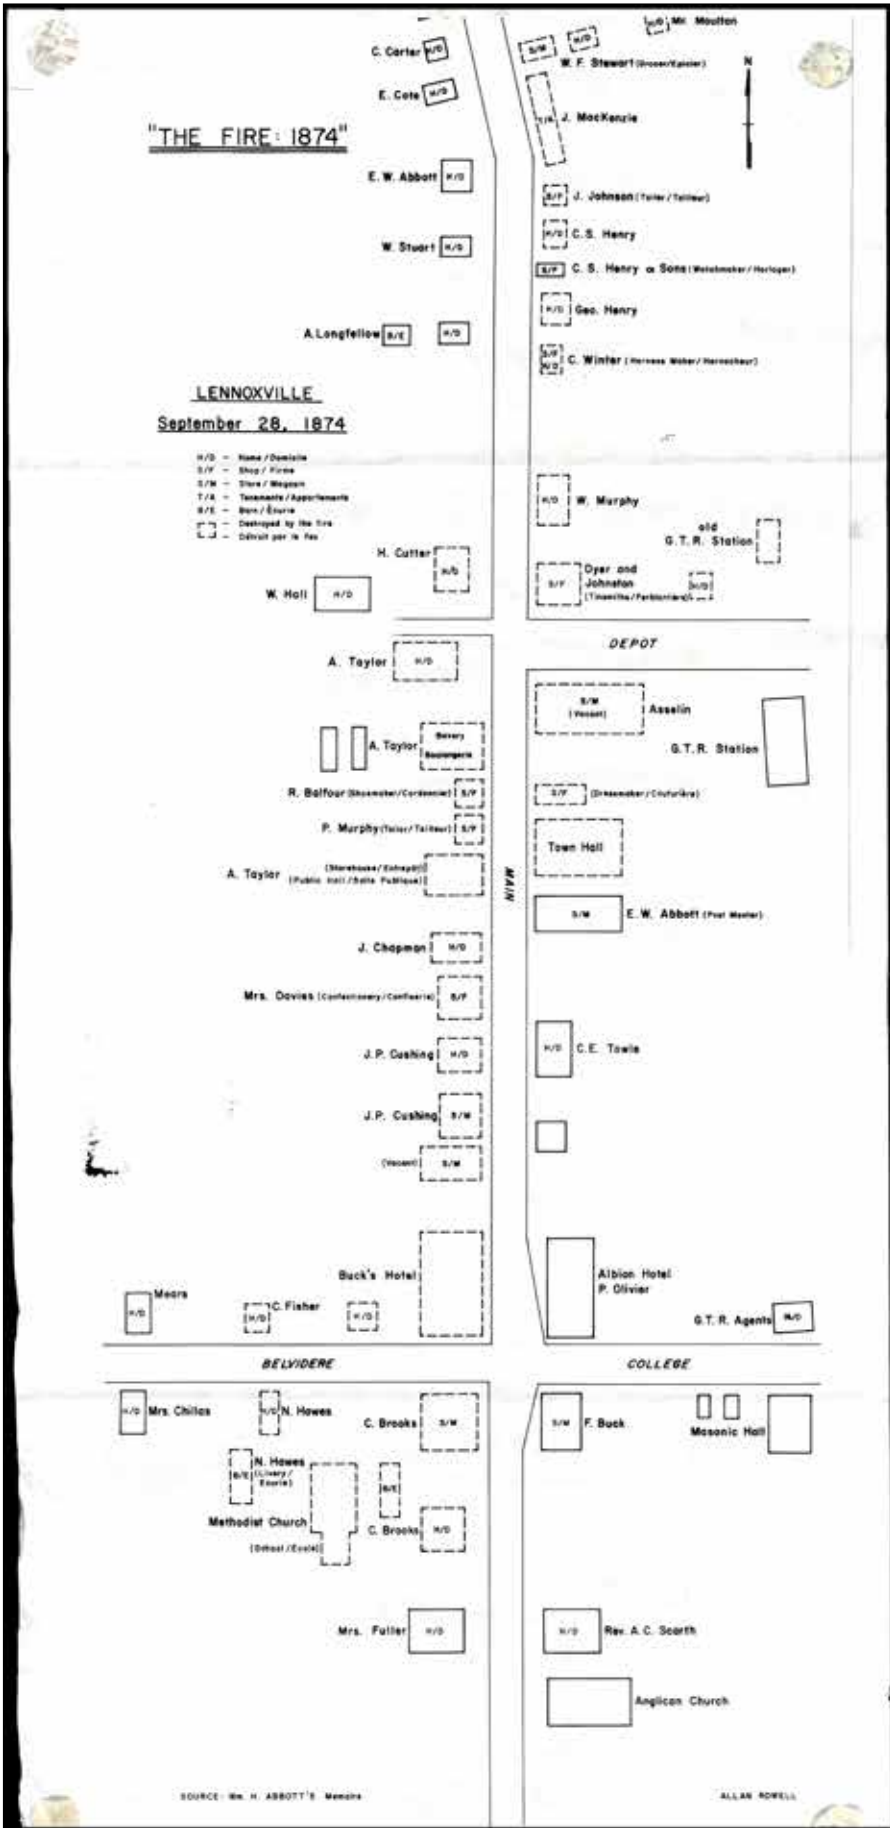 Mr. Moulton
H/D
C. Carter H/D
S/M
H/D
W. F. Stewart (Grocer/Epicier)
E. Cote H/D
N
T/A J. MacKenzie
"THE FIRE: 1874"
E. W. Abbott H/D
S/F J. Johnson (Tailor/Tailleur)
H/D C. S. Henry
W. Stuart H/D
S/F C. S. Henry & Sons (Watchmaker/Horloger)
H/D Geo. Henry
A. Longfellow B/E H/D
S/F H/D C. Winter (Harness Maker/Harnacheur)
LENNOXVILLE
September 28, 1874
H/D - Home / Domicile
S/F - Shop / Firme
S/M - Store / Magasin
T/A - Tenements / Appartements
B/E - Barn / Écurie
- Destroyed by the fire
- Détruit par le feu
H/D W. Murphy
old
G.T.R. Station
H. Cutter H/D
S/F Dyer and
Johnston
(Tinsmiths/Ferblantiers)
H/D
W. Hall H/D
DEPOT
A. Taylor H/D
S/M
(Vacant)
Asselin
A. Taylor Bakery
Boulangerie
G.T.R. Station
R. Balfour (Shoemaker/Cordonnier) S/F
S/F (Dressmaker/Couturière)
P. Murphy (Tailor/Tailleur) S/F
Town Hall
A. Taylor (Storehouse/Entrepôt)
(Public Hall/Salle Publique)
MAIN
S/M E. W. Abbott (Post Master)
J. Chapman H/D
Mrs. Davies (Confectionery/Confiserie) S/F
J.P. Cushing H/D
H/D C.E. Towle
J.P. Cushing S/M
(Vacant) S/M
Buck's Hotel
Albion Hotel
P. Olivier
Mears
H/D
C. Fisher
H/D
H/D
G.T.R. Agents H/D
BELVIDERE
COLLEGE
H/D Mrs. Chillas
H/D N. Hawes
C. Brooks S/M
S/M F. Buck
Masonic Hall
B/E N. Hawes
(Livery/
Ecurie)
B/E
Methodist Church
(School/Ecole)
C. Brooks H/D
Mrs. Fuller H/D
H/D Rev. A.C. Scarth
Anglican Church
SOURCE: Wm. H. ABBOTT'S Memoirs
ALLAN ROWELL